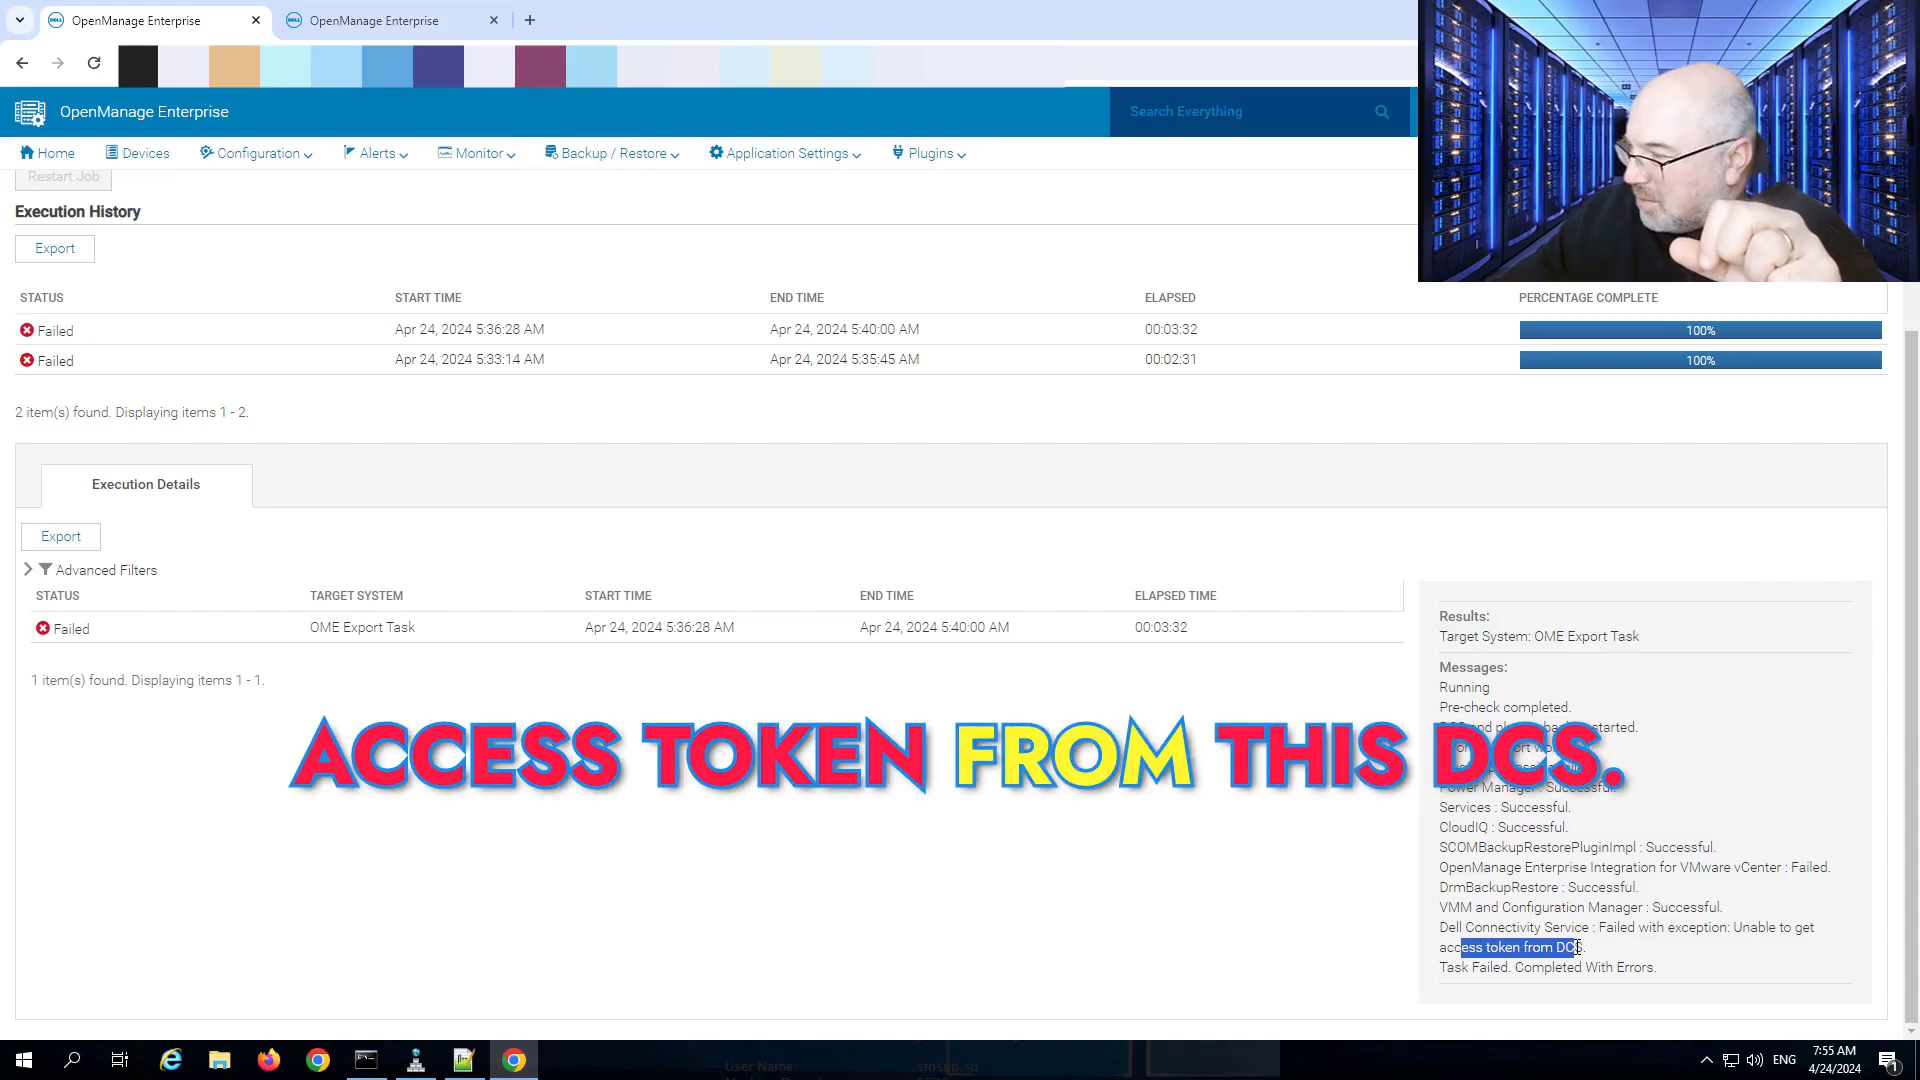 OpenManage Enterprise
OpenManage Enterprise
OpenManage Enterprise
Search Everything
Home
Devices
Configuration
Alerts
Monitor
Backup / Restore
Application Settings
Plugins
Restart Job
Execution History
Export
STATUS START TIME END TIME ELAPSED PERCENTAGE COMPLETE
Failed Apr 24, 2024 5:36:28 AM Apr 24, 2024 5:40:00 AM 00:03:32 100%
Failed Apr 24, 2024 5:33:14 AM Apr 24, 2024 5:35:45 AM 00:02:31 100%
2 item(s) found. Displaying items 1 - 2.
Execution Details
Export
Advanced Filters
STATUS TARGET SYSTEM START TIME END TIME ELAPSED TIME
Failed OME Export Task Apr 24, 2024 5:36:28 AM Apr 24, 2024 5:40:00 AM 00:03:32
1 item(s) found. Displaying items 1 - 1.
Results:
Target System: OME Export Task
Messages:
Running
Pre-check completed.
started.
ACCESS TOKEN FROM THIS DCS.
Power Manager : Successful.
Services : Successful.
CloudIQ : Successful.
SCOMBackupRestorePluginImpl : Successful.
OpenManage Enterprise Integration for VMware vCenter : Failed.
DrmBackupRestore : Successful.
VMM and Configuration Manager : Successful.
Dell Connectivity Service : Failed with exception: Unable to get
access token from DCS.
Task Failed. Completed With Errors.
User Name:
ENG
7:55 AM
4/24/2024
1